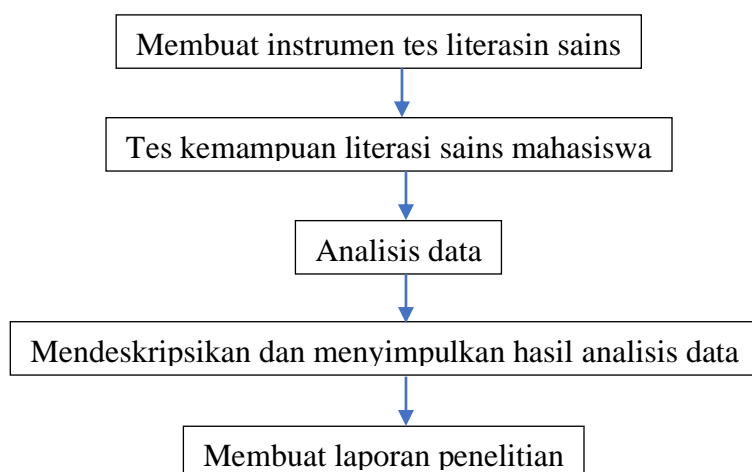 Membuat instrumen tes literasin sains
Tes kemampuan literasi sains mahasiswa
Analisis data
Mendeskripsikan dan menyimpulkan hasil analisis data
Membuat laporan penelitian